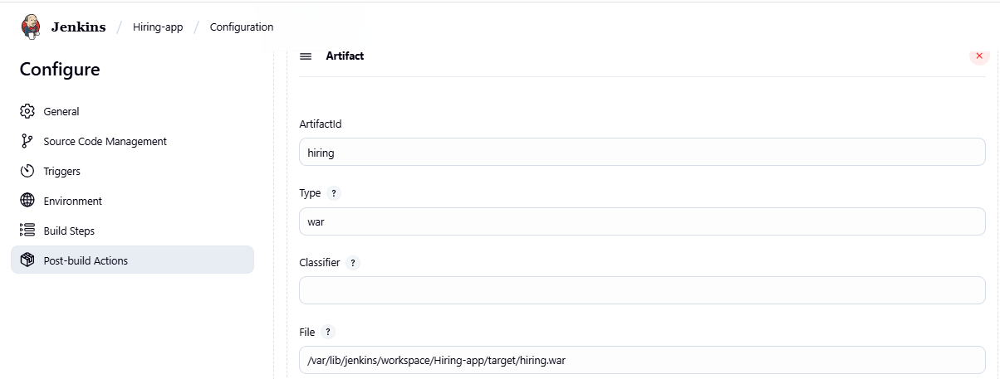 Jenkins / Hiring-app / Configuration
Configure
General
Source Code Management
Triggers
Environment
Build Steps
Post-build Actions
Artifact
ArtifactId
hiring
Type ?
war
Classifier ?
File ?
/var/lib/jenkins/workspace/Hiring-app/target/hiring.war